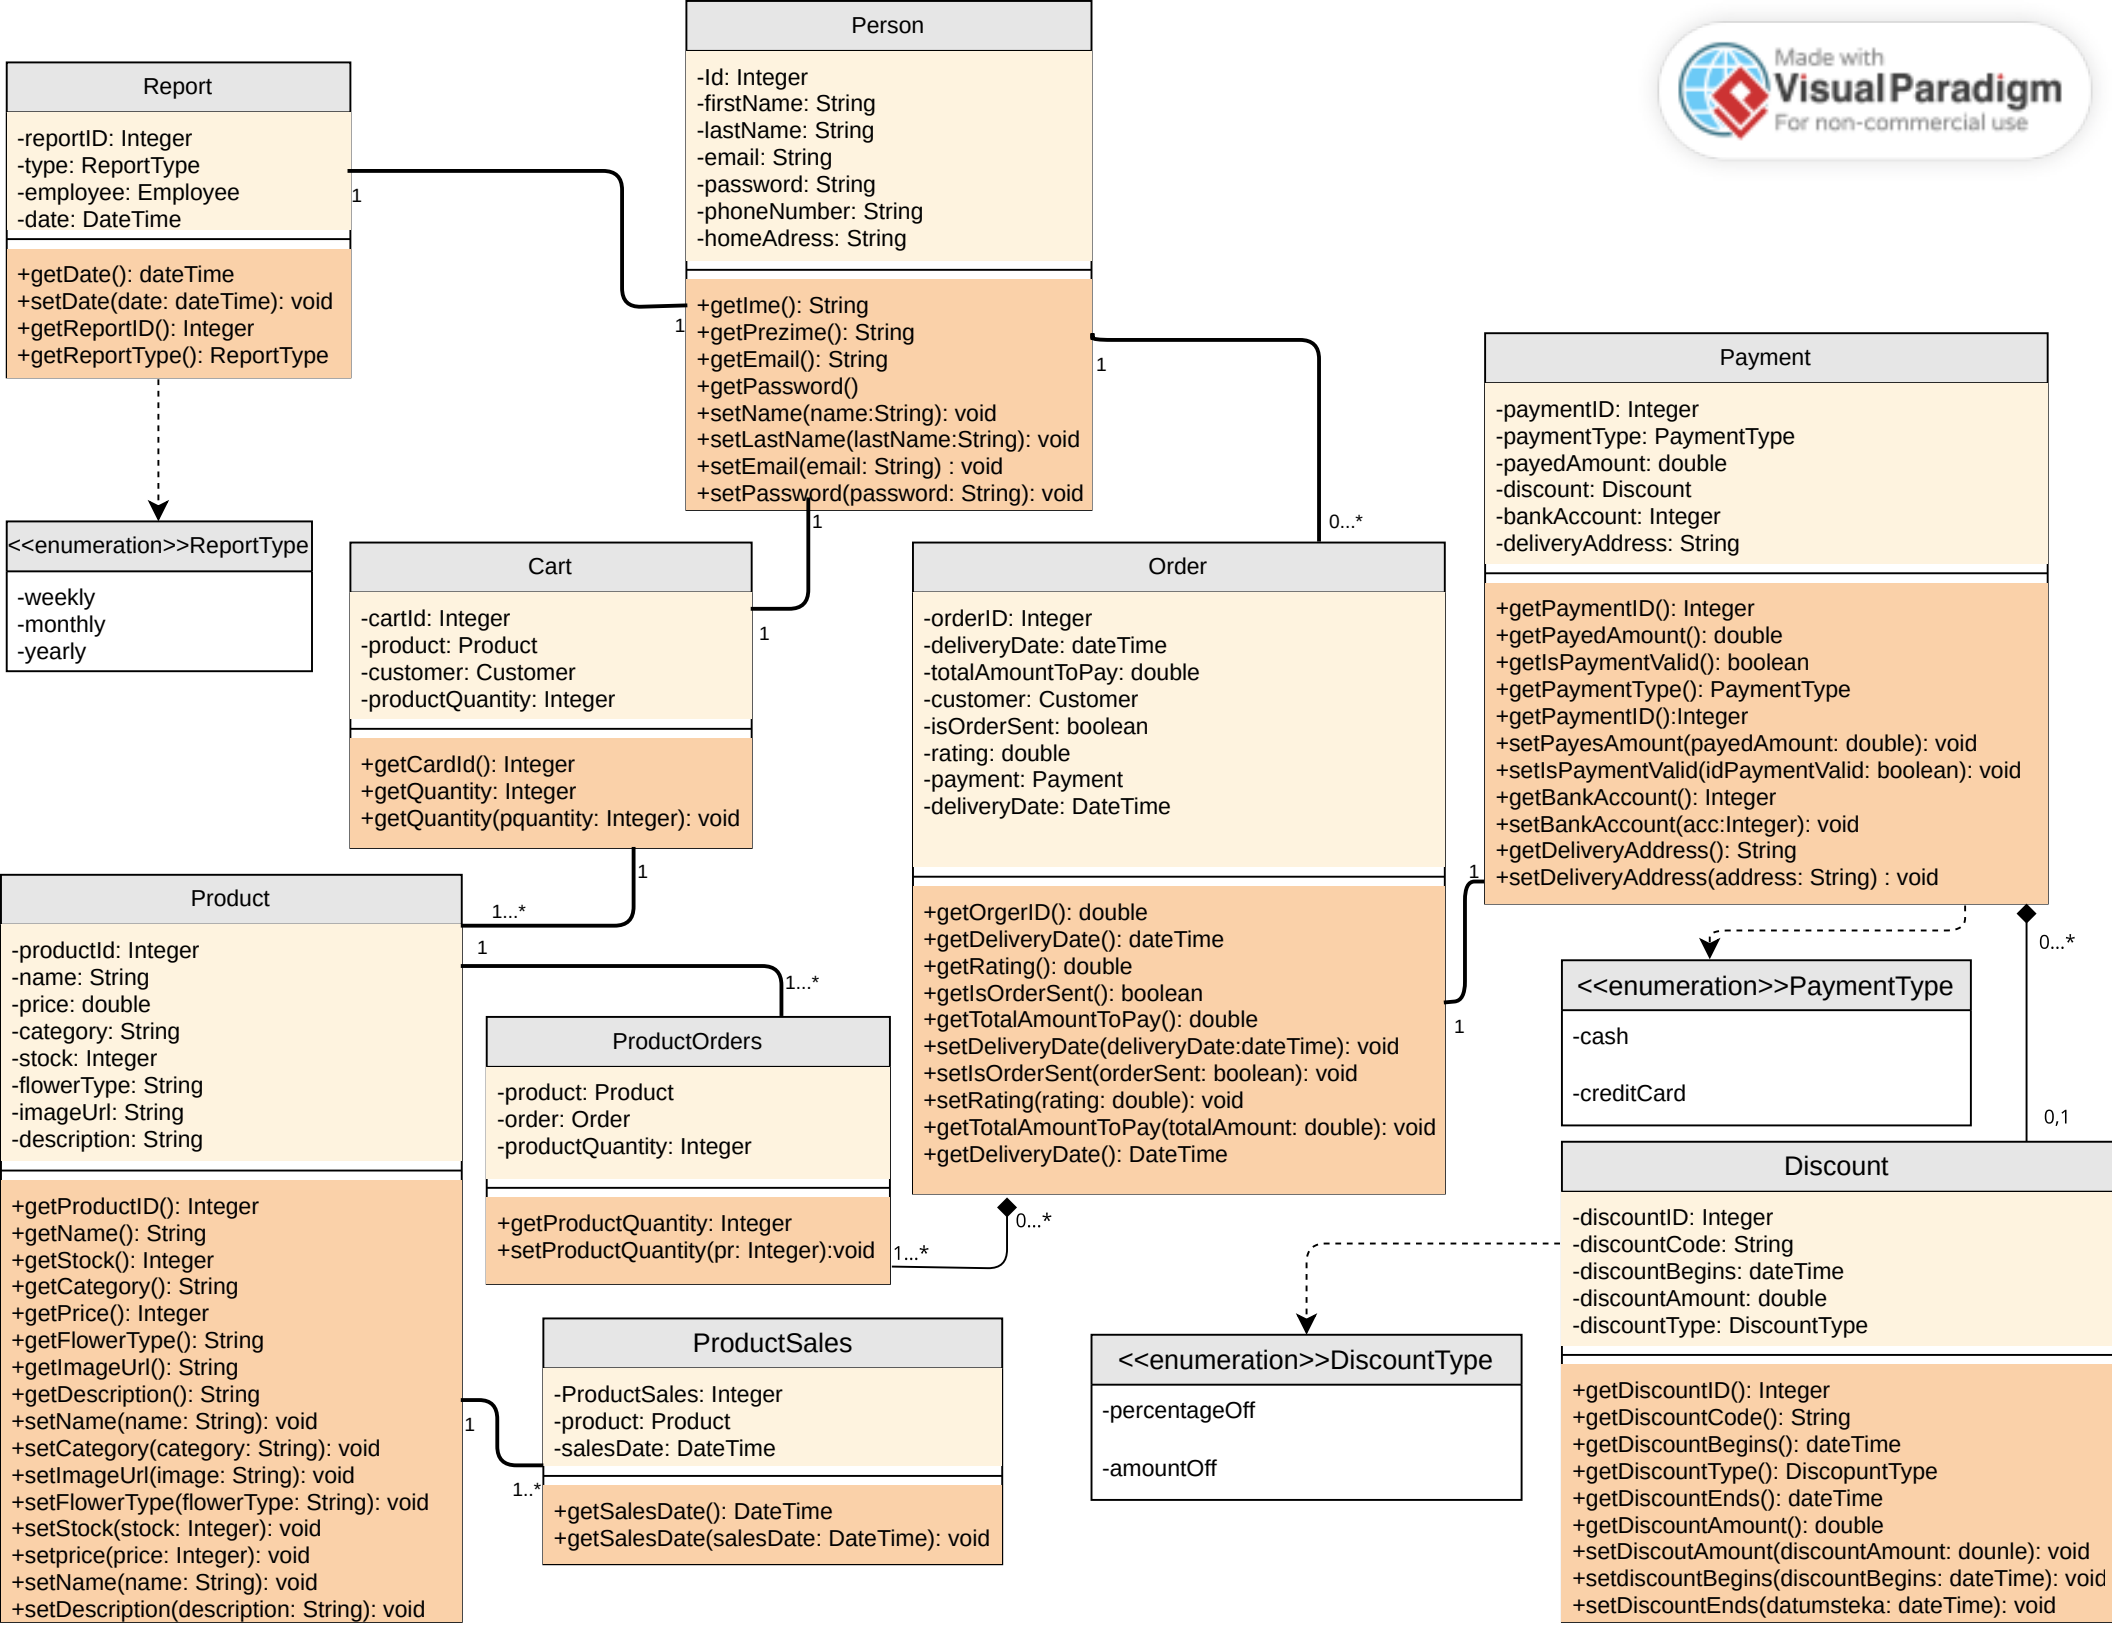 Person
-Id: Integer
-firstName: String
-lastName: String
-email: String
-password: String
-phoneNumber: String
-homeAdress: String
+getIme(): String
+getPrezime(): String
+getEmail(): String
+getPassword()
+setName(name:String): void
+setLastName(lastName:String): void
+setEmail(email: String) : void
+setPassword(password: String): void
Made with
Visual Paradigm
For non-commercial use
Report
-reportID: Integer
-type: ReportType
-employee: Employee
-date: DateTime
+getDate(): dateTime
+setDate(date: dateTime): void
+getReportID(): Integer
+getReportType(): ReportType
1
1
1
0...*
1
1
<<enumeration>>ReportType
-weekly
-monthly
-yearly
Cart
-cartId: Integer
-product: Product
-customer: Customer
-productQuantity: Integer
+getCardId(): Integer
+getQuantity: Integer
+getQuantity(pquantity: Integer): void
1
1...*
Order
-orderID: Integer
-deliveryDate: dateTime
-totalAmountToPay: double
-customer: Customer
-isOrderSent: boolean
-rating: double
-payment: Payment
-deliveryDate: DateTime
+getOrgerID(): double
+getDeliveryDate(): dateTime
+getRating(): double
+getIsOrderSent(): boolean
+getTotalAmountToPay(): double
+setDeliveryDate(deliveryDate:dateTime): void
+setIsOrderSent(orderSent: boolean): void
+setRating(rating: double): void
+getTotalAmountToPay(totalAmount: double): void
+getDeliveryDate(): DateTime
1
1
Payment
-paymentID: Integer
-paymentType: PaymentType
-payedAmount: double
-discount: Discount
-bankAccount: Integer
-deliveryAddress: String
+getPaymentID(): Integer
+getPayedAmount(): double
+getIsPaymentValid(): boolean
+getPaymentType(): PaymentType
+getPaymentID():Integer
+setPayesAmount(payedAmount: double): void
+setIsPaymentValid(idPaymentValid: boolean): void
+getBankAccount(): Integer
+setBankAccount(acc:Integer): void
+getDeliveryAddress(): String
+setDeliveryAddress(address: String) : void
0...*
0,1
<<enumeration>>PaymentType
-cash
-creditCard
Product
-productId: Integer
-name: String
-price: double
-category: String
-stock: Integer
-flowerType: String
-imageUrl: String
-description: String
+getProductID(): Integer
+getName(): String
+getStock(): Integer
+getCategory(): String
+getPrice(): Integer
+getFlowerType(): String
+getImageUrl(): String
+getDescription(): String
+setName(name: String): void
+setCategory(category: String): void
+setImageUrl(image: String): void
+setFlowerType(flowerType: String): void
+setStock(stock: Integer): void
+setprice(price: Integer): void
+setName(name: String): void
+setDescription(description: String): void
1
1...*
ProductOrders
-product: Product
-order: Order
-productQuantity: Integer
+getProductQuantity: Integer
+setProductQuantity(pr: Integer):void
1...*
0...*
1
1..*
ProductSales
-ProductSales: Integer
-product: Product
-salesDate: DateTime
+getSalesDate(): DateTime
+getSalesDate(salesDate: DateTime): void
<<enumeration>>DiscountType
-percentageOff
-amountOff
Discount
-discountID: Integer
-discountCode: String
-discountBegins: dateTime
-discountAmount: double
-discountType: DiscountType
+getDiscountID(): Integer
+getDiscountCode(): String
+getDiscountBegins(): dateTime
+getDiscountType(): DiscopuntType
+getDiscountEnds(): dateTime
+getDiscountAmount(): double
+setDiscoutAmount(discountAmount: dounle): void
+setdiscountBegins(discountBegins: dateTime): void
+setDiscountEnds(datumsteka: dateTime): void